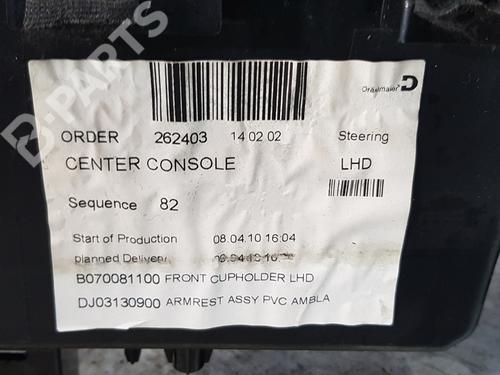 B-PARTS
Dräxlmaier D
ORDER 262403 14 02 02 Steering
CENTER CONSOLE LHD
Sequence 82
Start of Production 08.04.10 16:04
planned Delivery
B070081100 FRONT CUPHOLDER LHD
DJ03130900 ARMREST ASSY PVC AMBLA